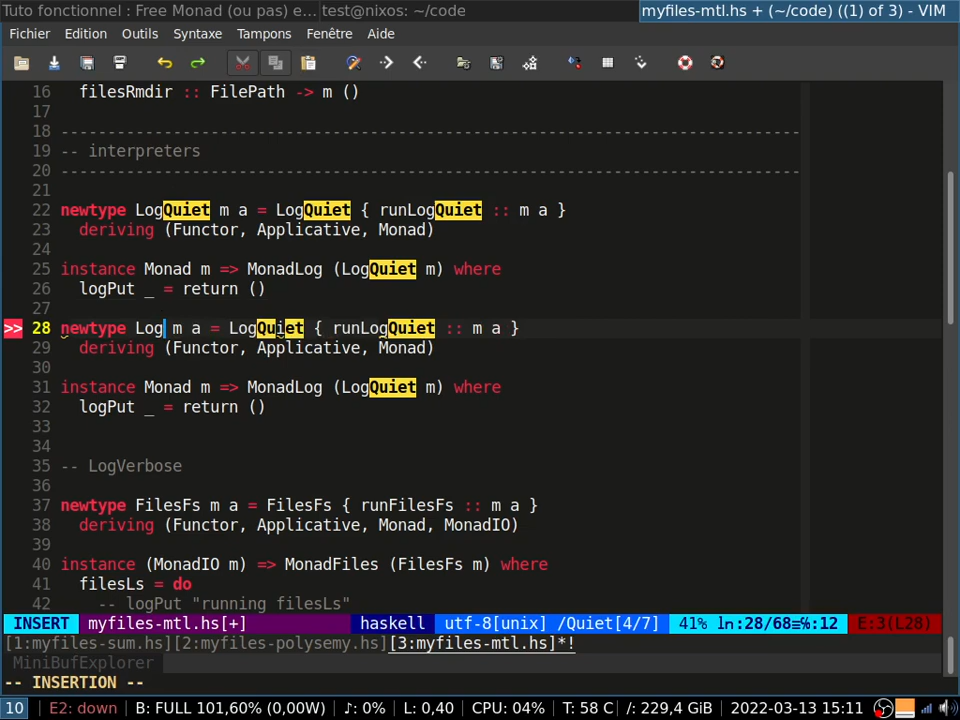 Tuto fonctionnel : Free Monad (ou pas) e... test@nixos: ~/code myfiles-mtl.hs + (~/code) ((1) of 3) - VIM
Fichier Edition Outils Syntaxe Tampons Fenêtre Aide
16 filesRmdir :: FilePath -> m ()
17
18 -------------------------------------------------------------------------------
19 -- interpreters
20 -------------------------------------------------------------------------------
21
22 newtype LogQuiet m a = LogQuiet { runLogQuiet :: m a }
23 deriving (Functor, Applicative, Monad)
24
25 instance Monad m => MonadLog (LogQuiet m) where
26 logPut _ = return ()
27
>> 28 newtype Log m a = LogQuiet { runLogQuiet :: m a }
29 deriving (Functor, Applicative, Monad)
30
31 instance Monad m => MonadLog (LogQuiet m) where
32 logPut _ = return ()
33
34
35 -- LogVerbose
36
37 newtype FilesFs m a = FilesFs { runFilesFs :: m a }
38 deriving (Functor, Applicative, Monad, MonadIO)
39
40 instance (MonadIO m) => MonadFiles (FilesFs m) where
41 filesLs = do
42 -- logPut "running filesLs"
INSERT myfiles-mtl.hs[+] haskell utf-8[unix] /Quiet[4/7] 41% ln:28/68≡%:12 E:3(L28)
[1:myfiles-sum.hs][2:myfiles-polysemy.hs][3:myfiles-mtl.hs]*!
MiniBufExplorer
-- INSERTION --
10 E2: down B: FULL 101,60% (0,00W) ♪: 0% L: 0,40 CPU: 04% T: 58 C /: 229,4 GiB 2022-03-13 15:11